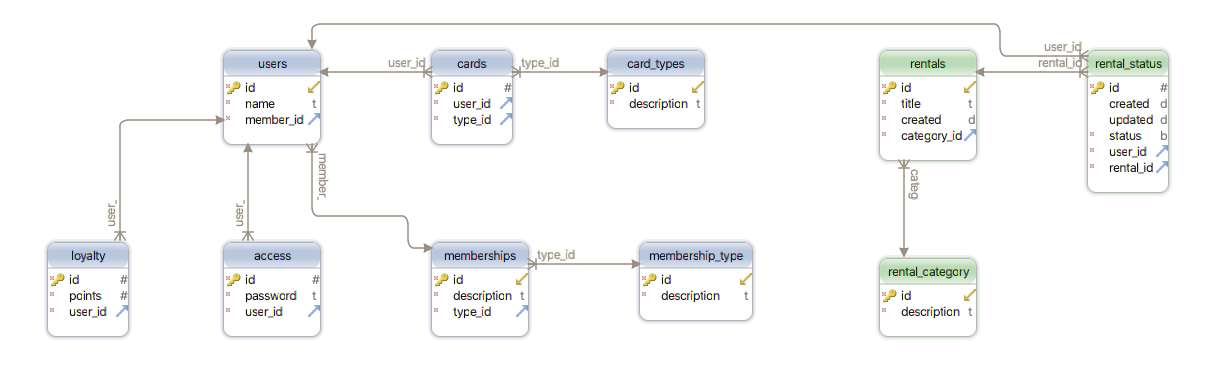 user_id
users
user_id
cards
type_id
card_types
rentals
rental_id
rental_status
id
id #
id
id
id #
name t
user_id
description t
title t
created d
member_id
type_id
created d
updated d
category_id
status b
user_id
rental_id
member_
categ
user_
user_
loyalty
access
memberships
type_id
membership_type
rental_category
id #
id #
id
id
id
points #
password t
description t
description t
description t
user_id
user_id
type_id